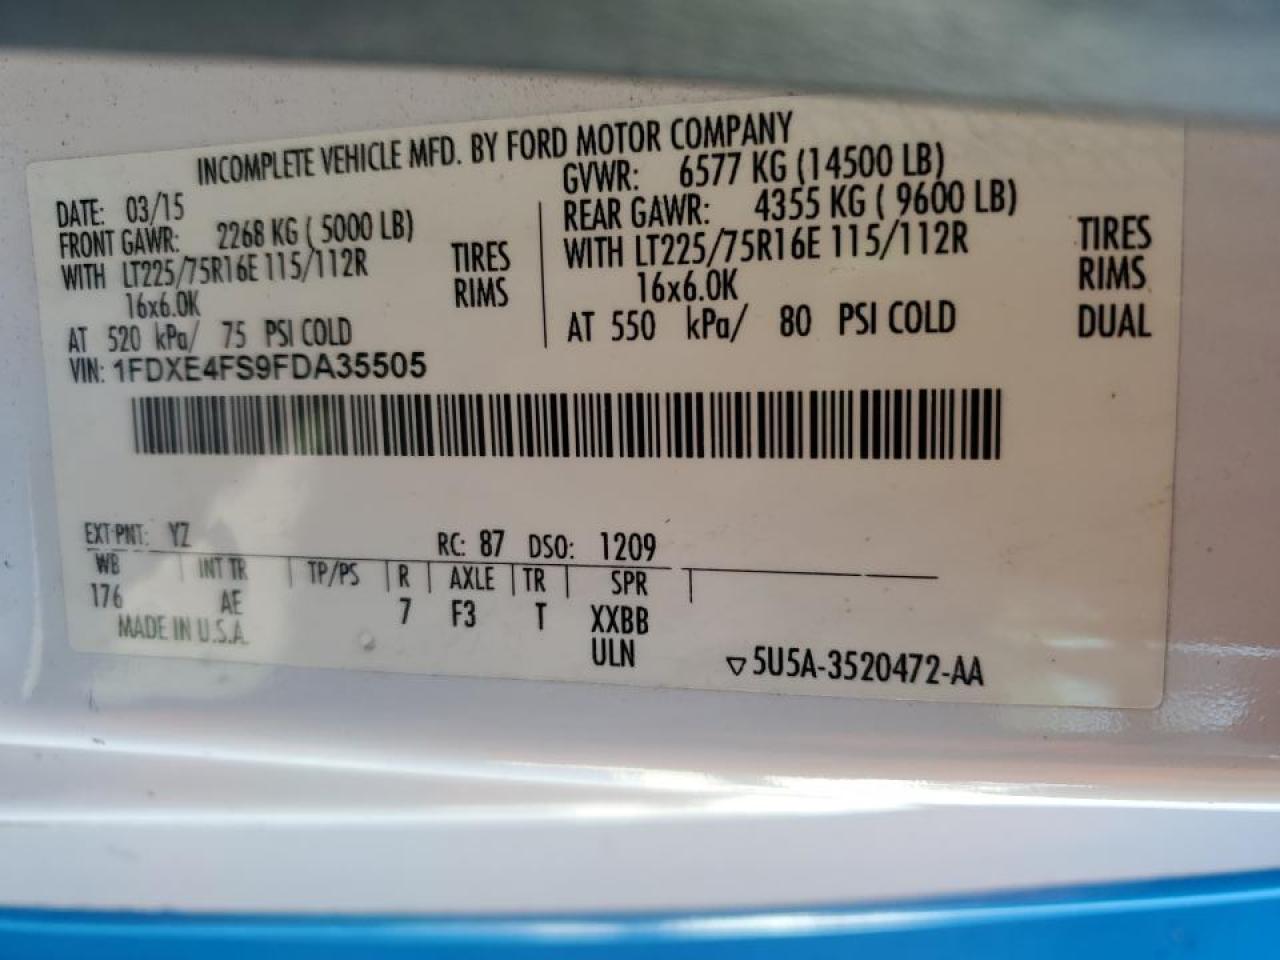 INCOMPLETE VEHICLE MFD. BY FORD MOTOR COMPANY
DATE: 03/15
GVWR: 6577 KG (14500 LB)
FRONT GAWR: 2268 KG ( 5000 LB)
REAR GAWR: 4355 KG ( 9600 LB)
WITH LT225/75R16E 115/112R TIRES
16x6.0K RIMS
AT 520 kPa/ 75 PSI COLD
WITH LT225/75R16E 115/112R TIRES
16x6.0K RIMS
AT 550 kPa/ 80 PSI COLD DUAL
VIN: 1FDXE4FS9FDA35505
EXT PNT: YZ RC: 87 DSO: 1209
WB INT TR TP/PS R AXLE TR SPR
176 AE 7 F3 T XXBB
MADE IN U.S.A. ULN
▽5U5A-3520472-AA